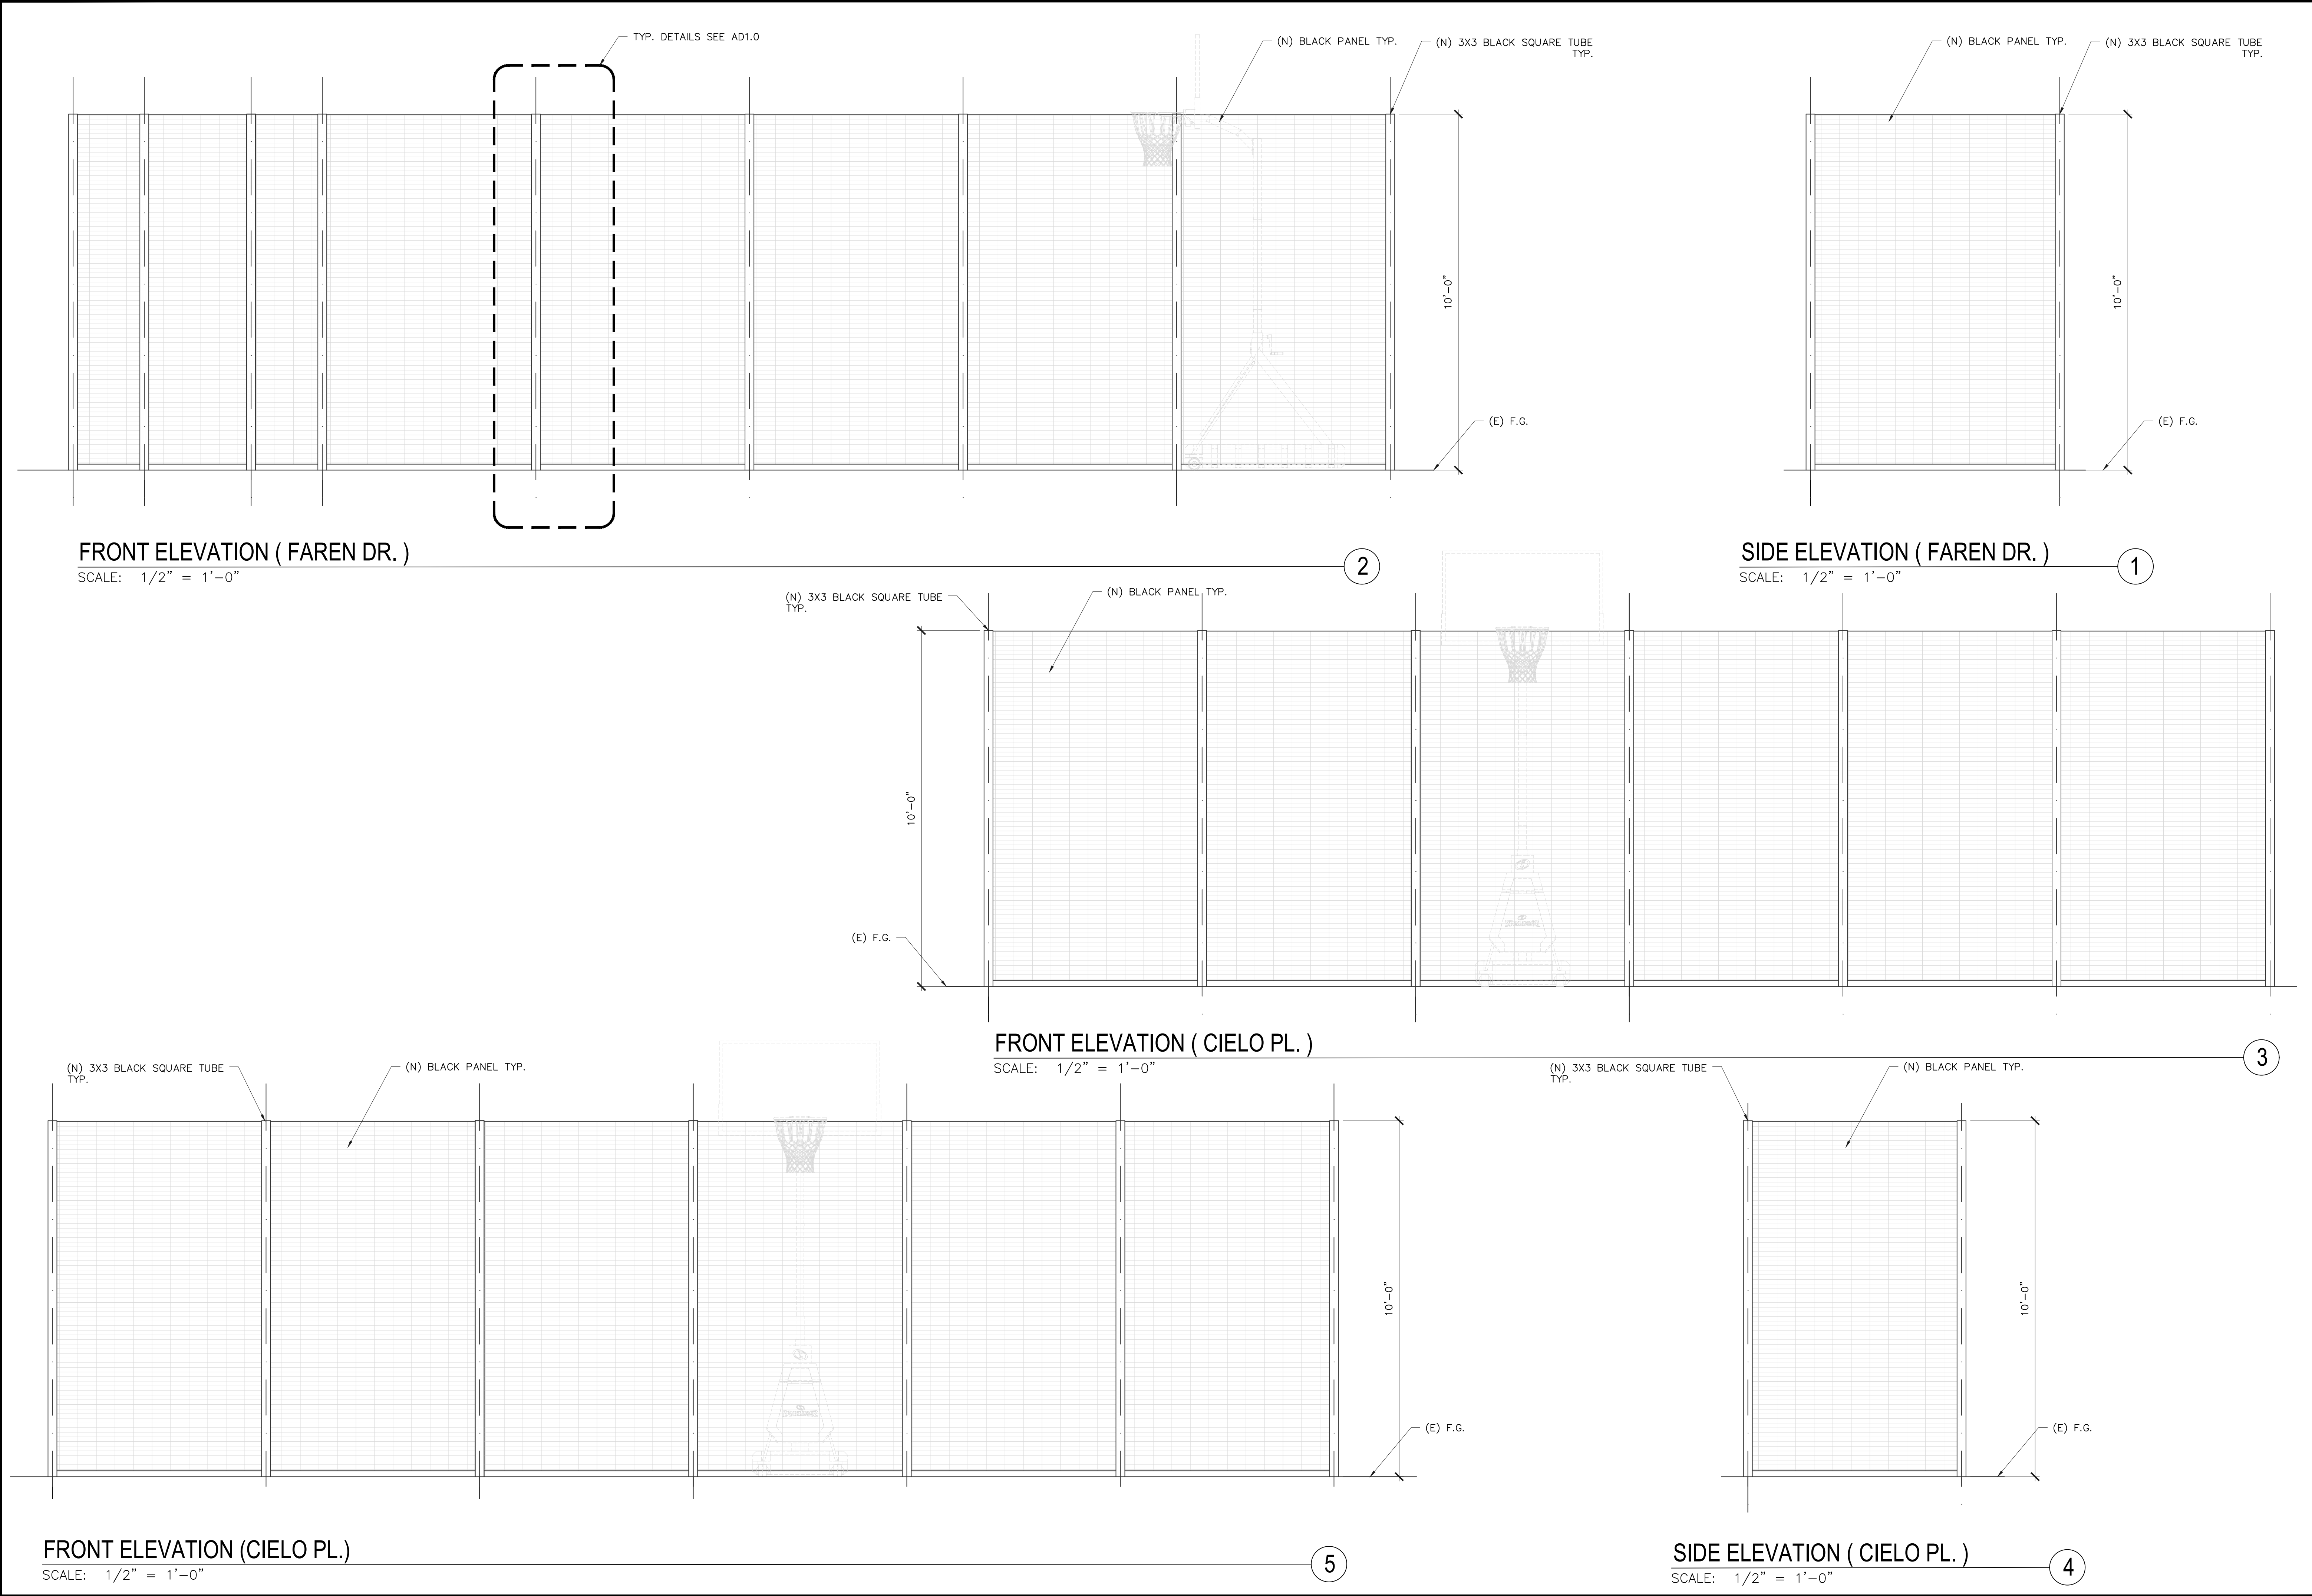 TYP. DETAILS SEE AD1.0
(N) BLACK PANEL TYP.
(N) 3X3 BLACK SQUARE TUBE
TYP.
10'-0"
(E) F.G.
FRONT ELEVATION ( FAREN DR. )
SCALE: 1/2" = 1'-0"
2
(N) BLACK PANEL TYP.
(N) 3X3 BLACK SQUARE TUBE
TYP.
10'-0"
(E) F.G.
SIDE ELEVATION ( FAREN DR. )
SCALE: 1/2" = 1'-0"
1
(N) 3X3 BLACK SQUARE TUBE
TYP.
(N) BLACK PANEL TYP.
10'-0"
(E) F.G.
FRONT ELEVATION ( CIELO PL. )
SCALE: 1/2" = 1'-0"
3
(N) 3X3 BLACK SQUARE TUBE
TYP.
(N) BLACK PANEL TYP.
10'-0"
(E) F.G.
FRONT ELEVATION (CIELO PL.)
SCALE: 1/2" = 1'-0"
5
(N) 3X3 BLACK SQUARE TUBE
TYP.
(N) BLACK PANEL TYP.
10'-0"
(E) F.G.
SIDE ELEVATION ( CIELO PL. )
SCALE: 1/2" = 1'-0"
4